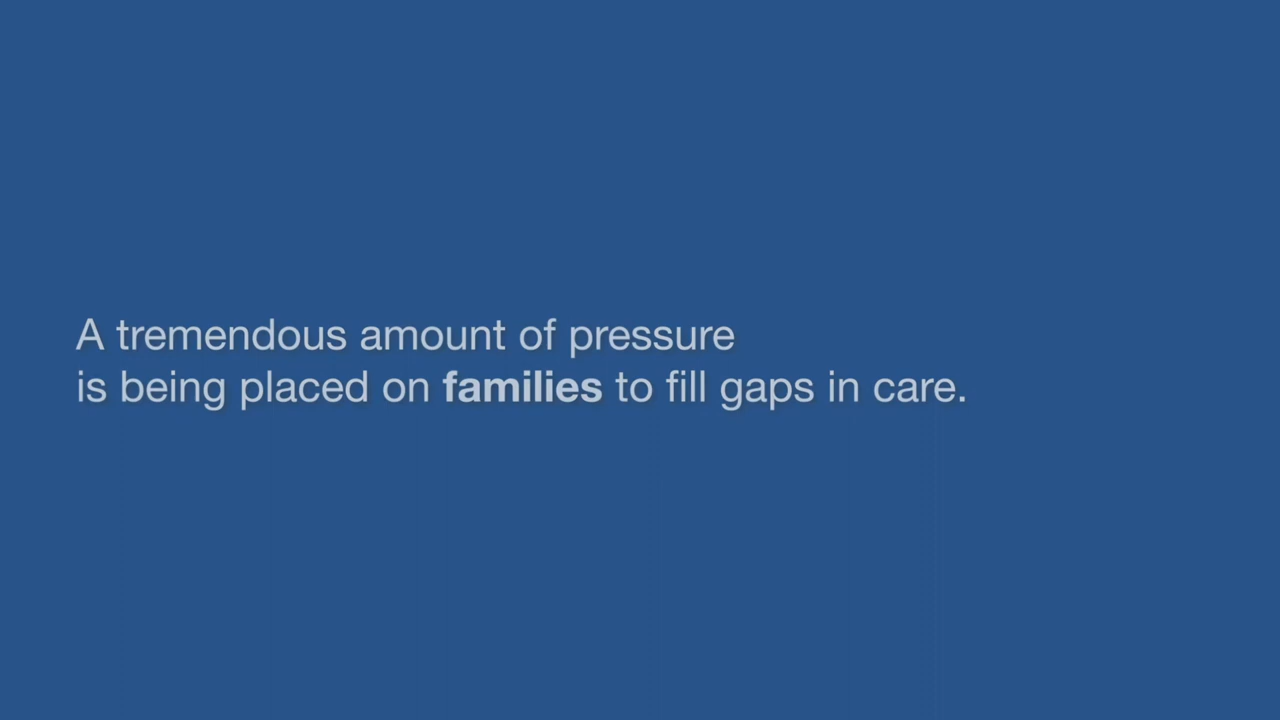 A tremendous amount of pressure
is being placed on families to fill gaps in care.